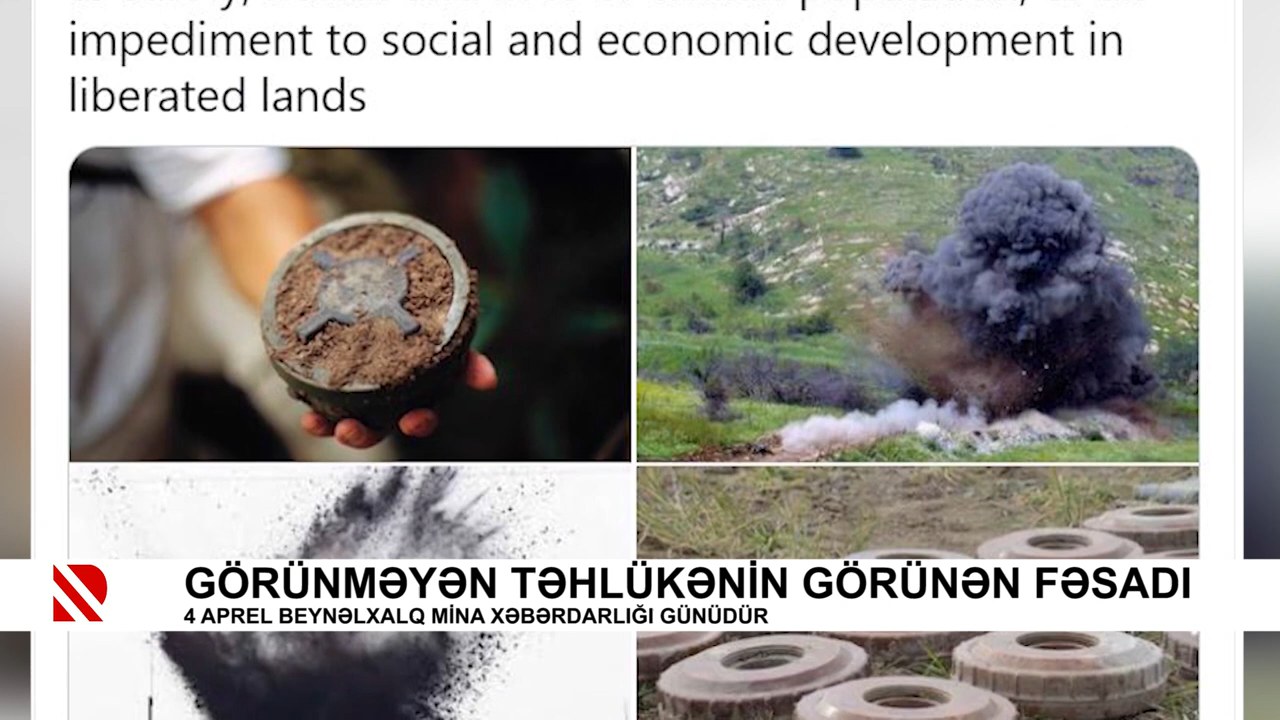 impediment to social and economic development in
liberated lands
GÖRÜNMƏYƏN TƏHLÜKƏNİN GÖRÜNƏN FƏSADI
4 APREL BEYNƏLXALQ MİNA XƏBƏRDARLIĞI GÜNÜDÜR